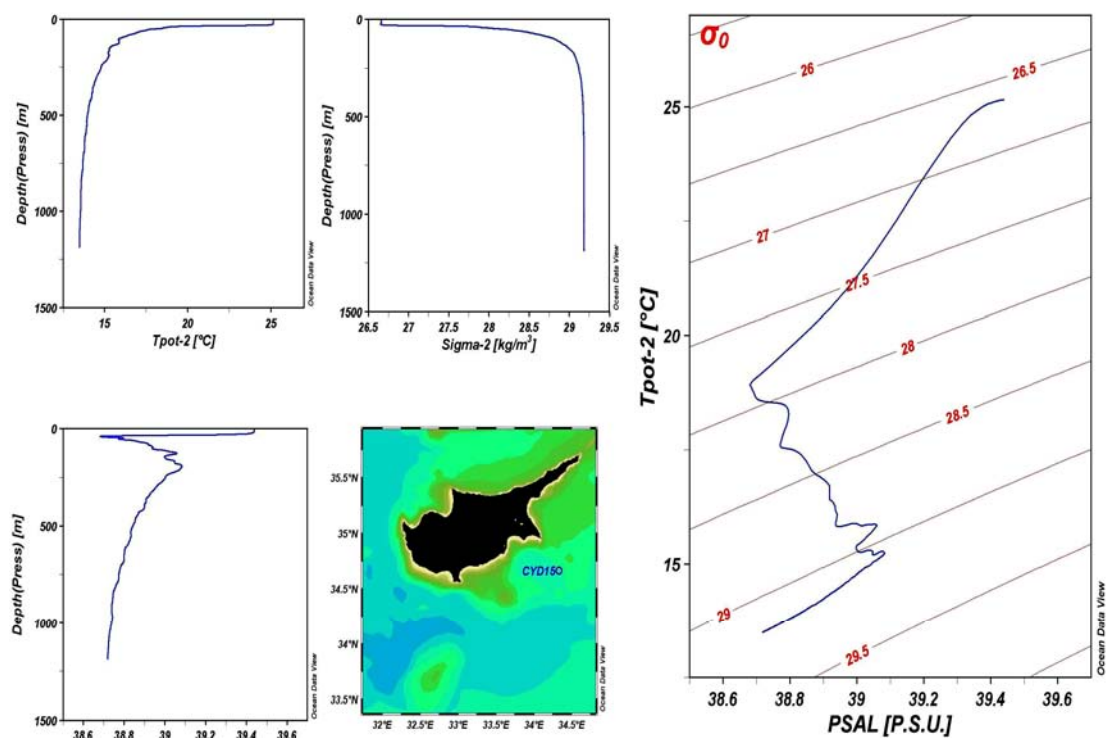 0
500
1000
1500
Depth(Press) [m]
15
20
25
Tpot-2 [°C]
Ocean Data View
0
500
1000
1500
Depth(Press) [m]
26.5
27
27.5
28
28.5
29
29.5
Sigma-2 [kg/m³]
Ocean Data View
σ₀
26
26.5
27
27.5
28
28.5
29
29.5
25
20
15
Tpot-2 [°C]
38.6
38.8
39
39.2
39.4
39.6
PSAL [P.S.U.]
Ocean Data View
0
500
1000
1500
Depth(Press) [m]
38.6
38.8
39
39.2
39.4
39.6
Ocean Data View
35.5°N
35°N
34.5°N
34°N
33.5°N
CYD15O
32°E
32.5°E
33°E
33.5°E
34°E
34.5°E
Ocean Data View